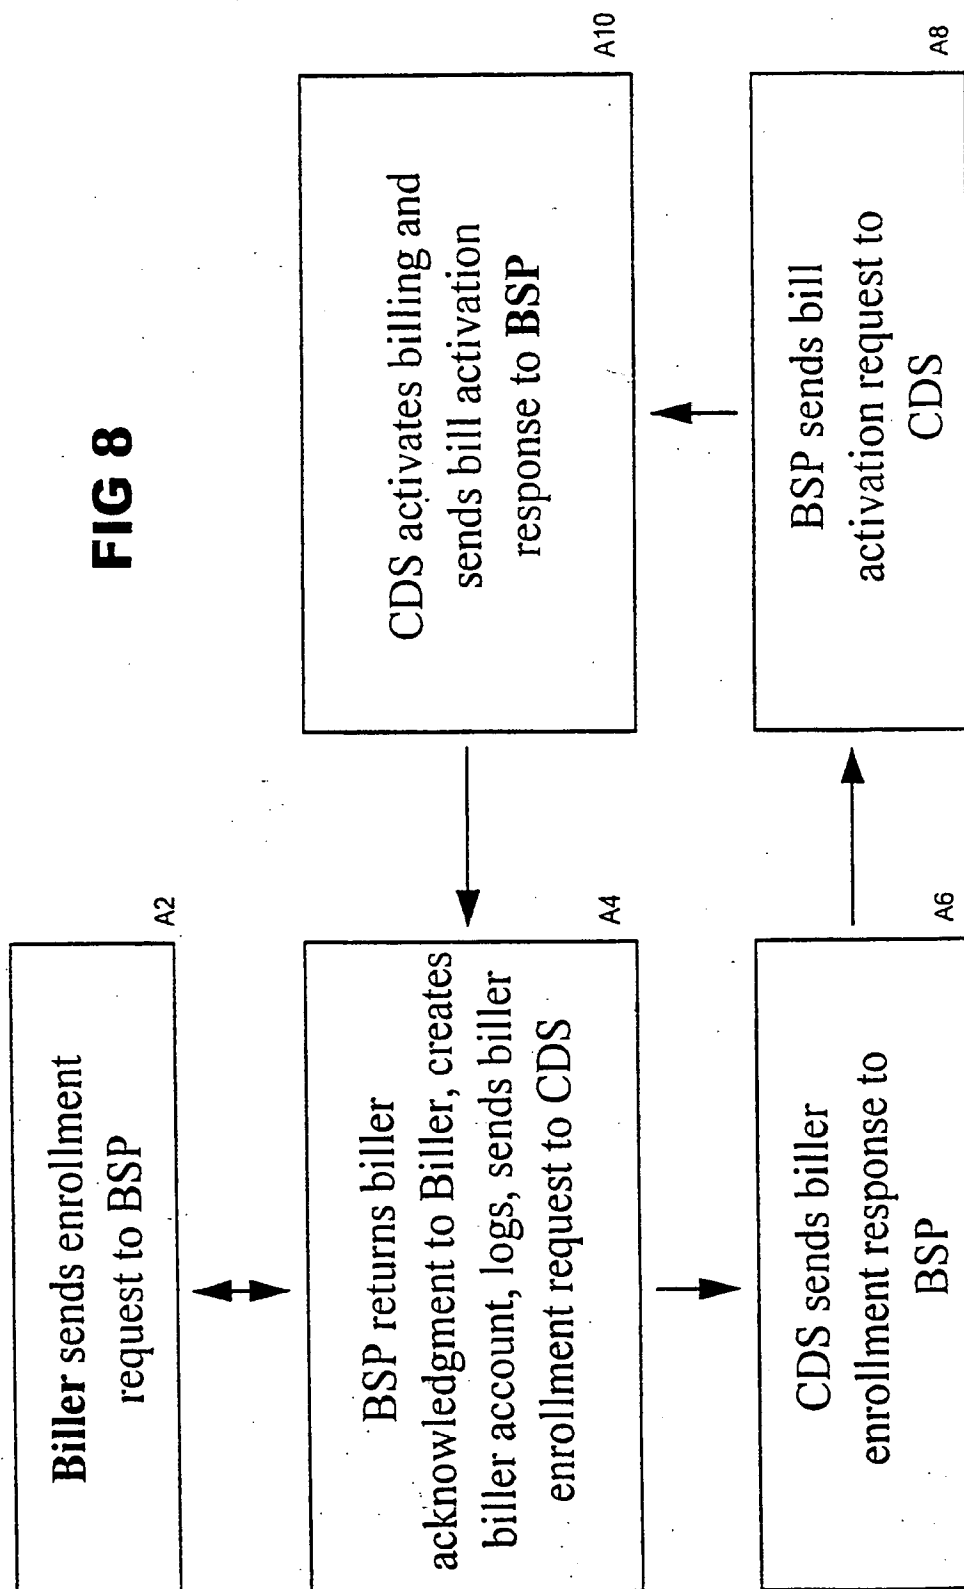 FIG 8
Biller sends enrollment
request to BSP
A2
BSP returns biller
acknowledgment to Biller, creates
biller account, logs, sends biller
enrollment request to CDS
A4
CDS sends biller
enrollment response to
BSP
A6
BSP sends bill
activation request to
CDS
A8
CDS activates billing and
sends bill activation
response to BSP
A10